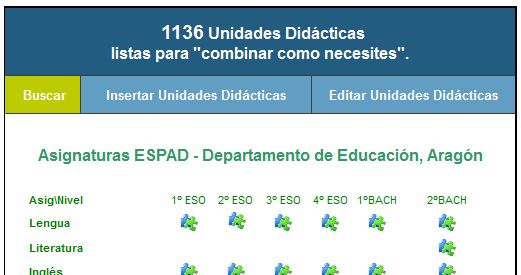 1136 Unidades Didácticas
listas para "combinar como necesites".
Buscar Insertar Unidades Didácticas Editar Unidades Didácticas
Asignaturas ESPAD - Departamento de Educación, Aragón
Asig\Nivel 1º ESO 2º ESO 3º ESO 4º ESO 1ºBACH 2ºBACH
Lengua
Literatura
Inglés